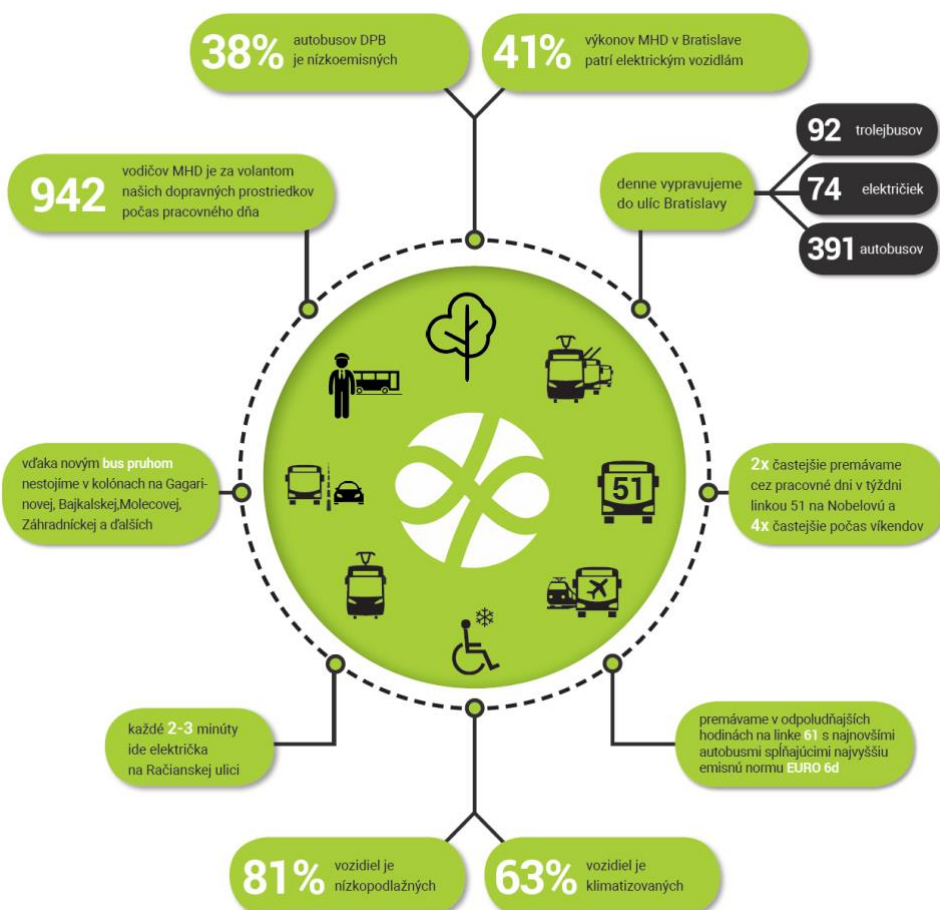 38% autobusov DPB
je nízkoemisných
41% výkonov MHD v Bratislave
patrí elektrickým vozidlám
942 vodičov MHD je za volantom
našich dopravných prostriedkov
počas pracovného dňa
denne vypravujeme
do ulíc Bratislavy
92 trolejbusov
74 električiek
391 autobusov
vďaka novým bus pruhom
nestojíme v kolónach na Gagari-
novej, Bajkalskej,Molecovej,
Záhradníckej a ďalších
51
2x častejšie premávame
cez pracovné dni v týždni
linkou 51 na Nobelovú a
4x častejšie počas víkendov
každé 2-3 minúty
ide električka
na Račianskej ulici
premávame v odpoludňajších
hodinách na linke 61 s najnovšími
autobusmi spĺňajúcimi najvyššiu
emisnú normu EURO 6d
81% vozidiel je
nízkopodlažných
63% vozidiel je
klimatizovaných